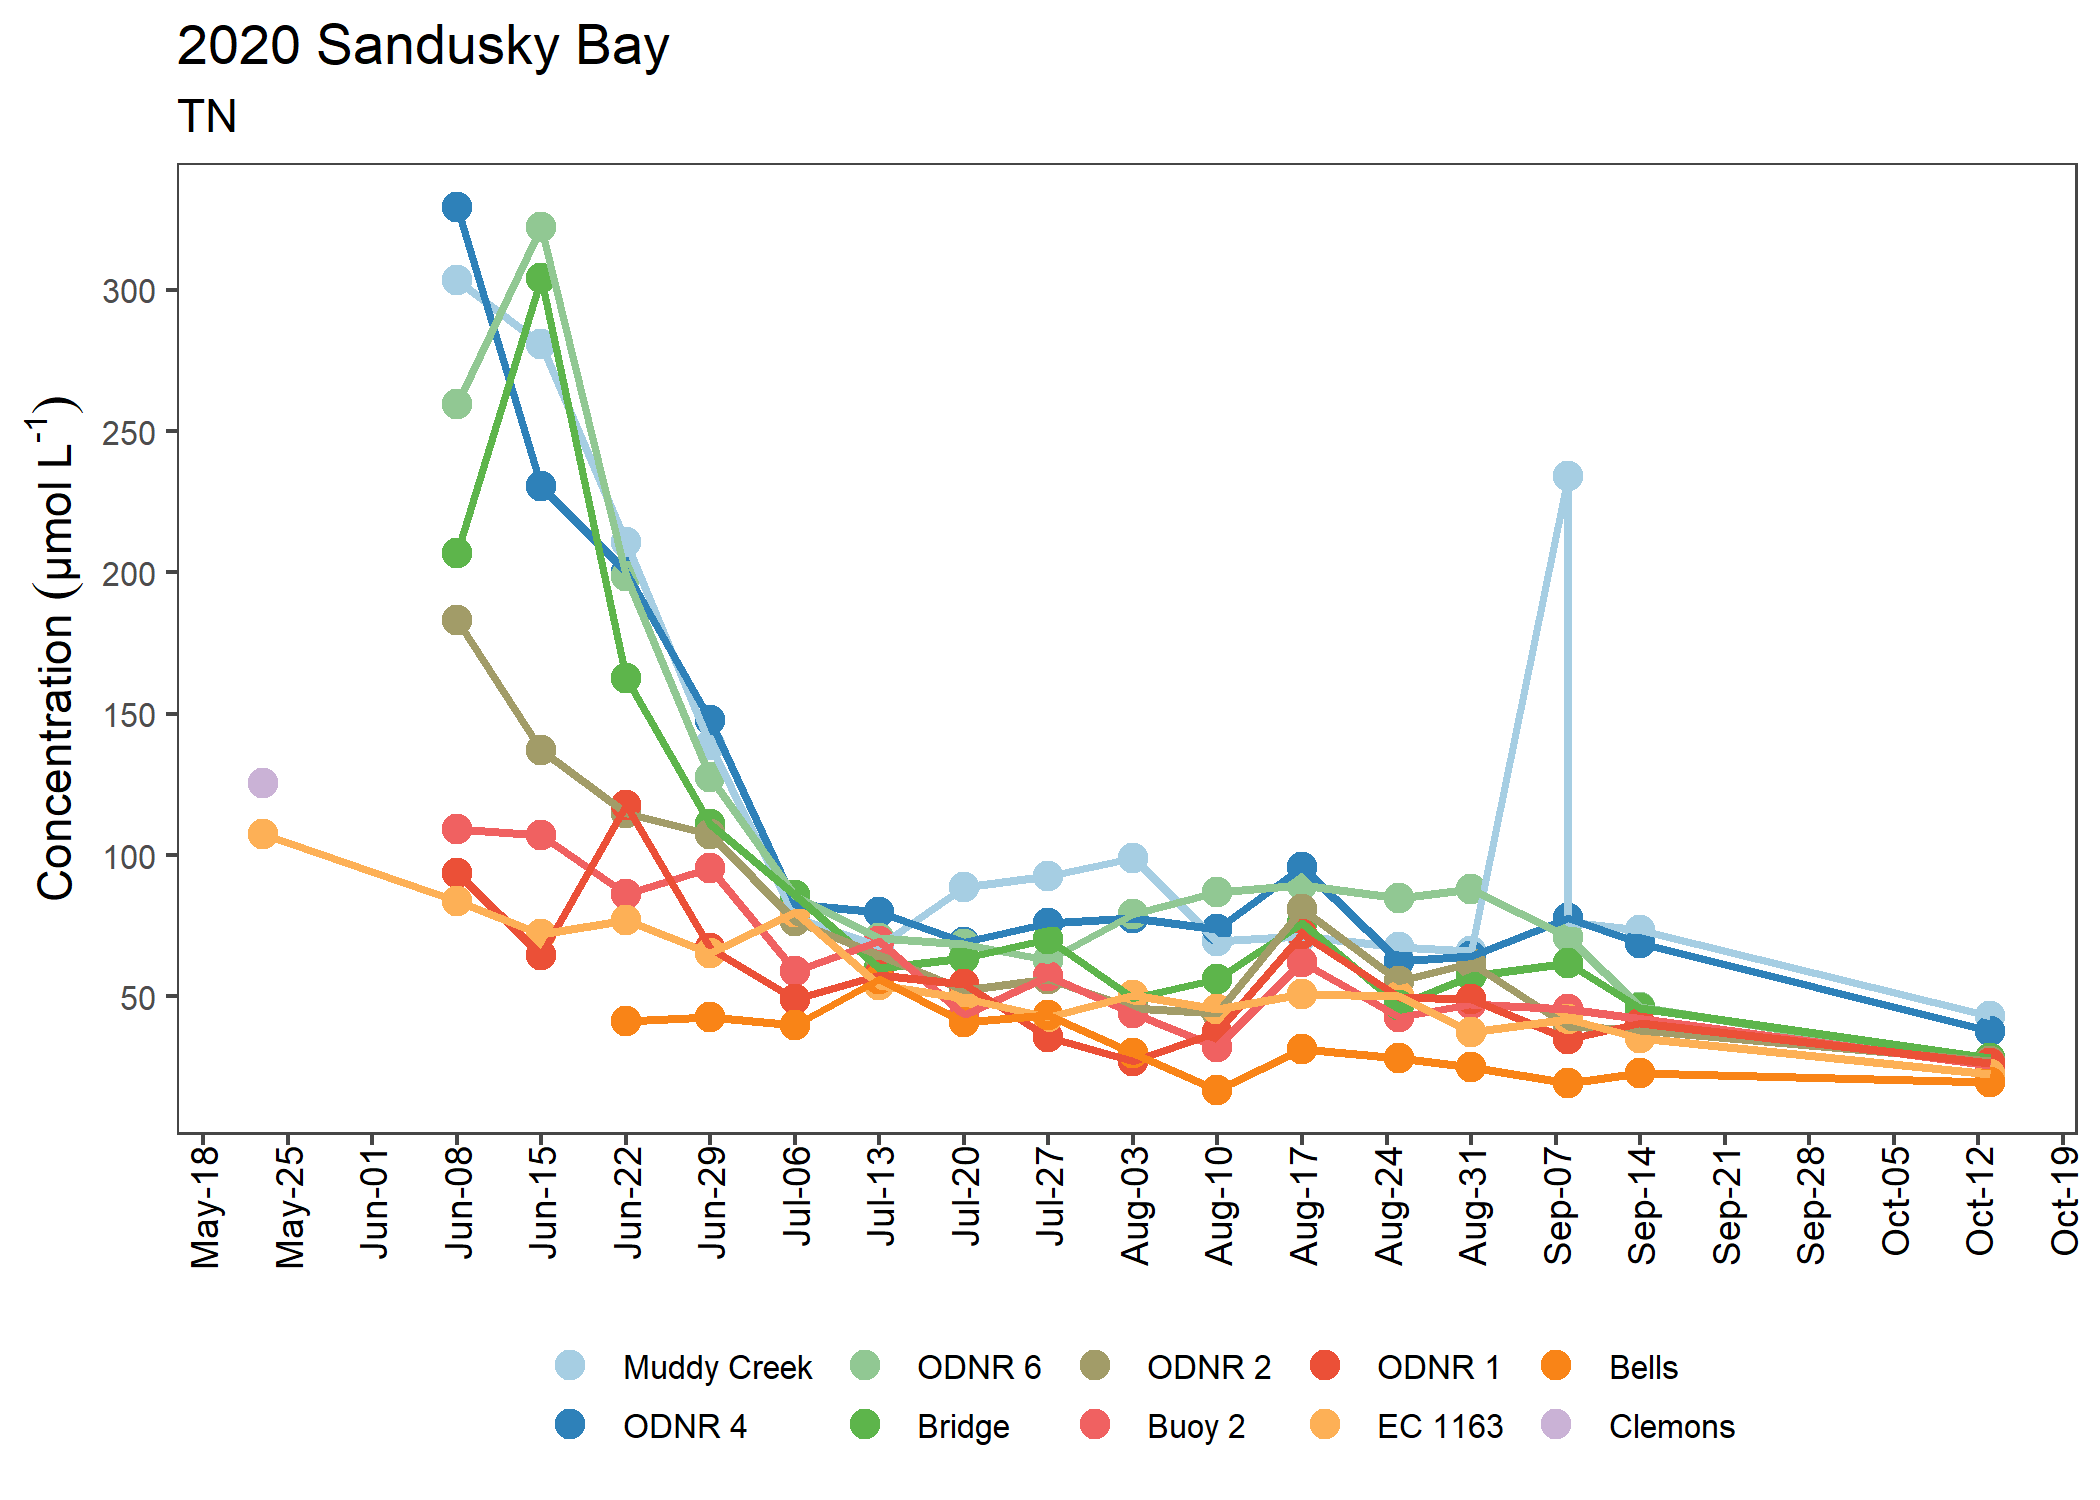 2020 Sandusky Bay
TN
Concentration (µmol L⁻¹)
300
250
200
150
100
50
May-18
May-25
Jun-01
Jun-08
Jun-15
Jun-22
Jun-29
Jul-06
Jul-13
Jul-20
Jul-27
Aug-03
Aug-10
Aug-17
Aug-24
Aug-31
Sep-07
Sep-14
Sep-21
Sep-28
Oct-05
Oct-12
Oct-19
Muddy Creek ODNR 6 ODNR 2 ODNR 1 Bells
ODNR 4 Bridge Buoy 2 EC 1163 Clemons